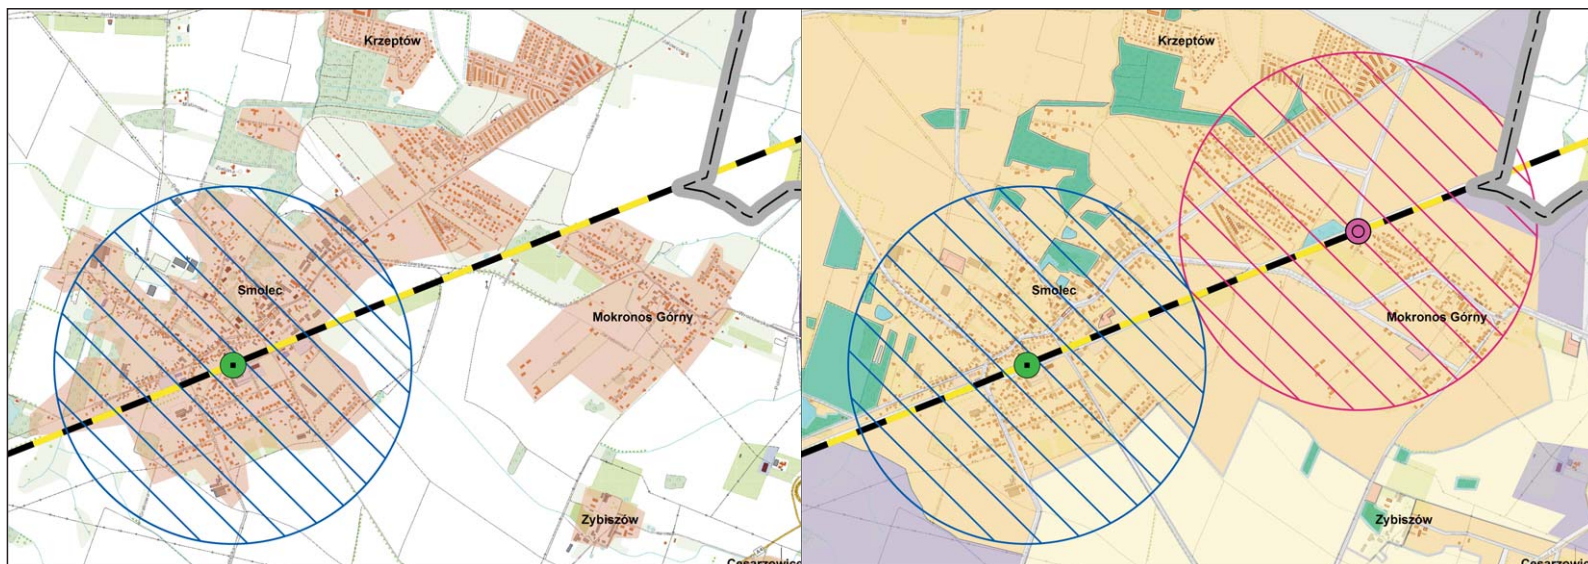 Krzeptów
Smolec
Mokronos Górny
Zybiszów
Krzeptów
Smolec
Mokronos Górny
Zybiszów